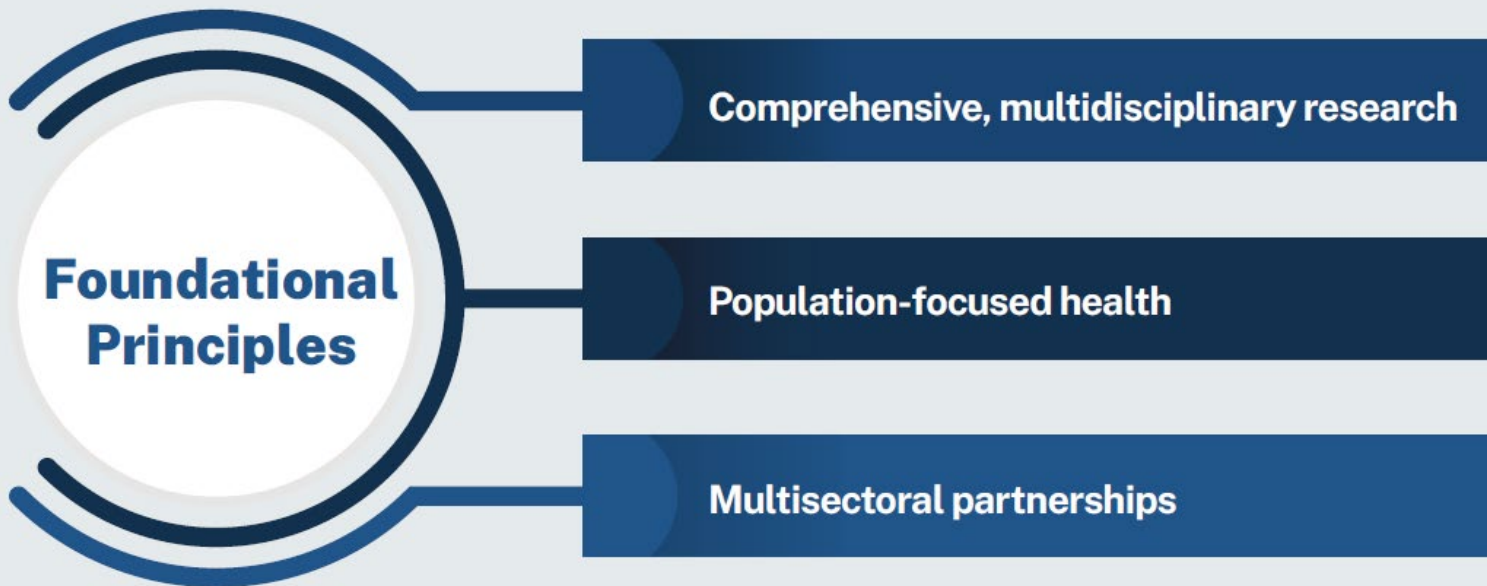 Foundational
Principles
Comprehensive, multidisciplinary research
Population-focused health
Multisectoral partnerships